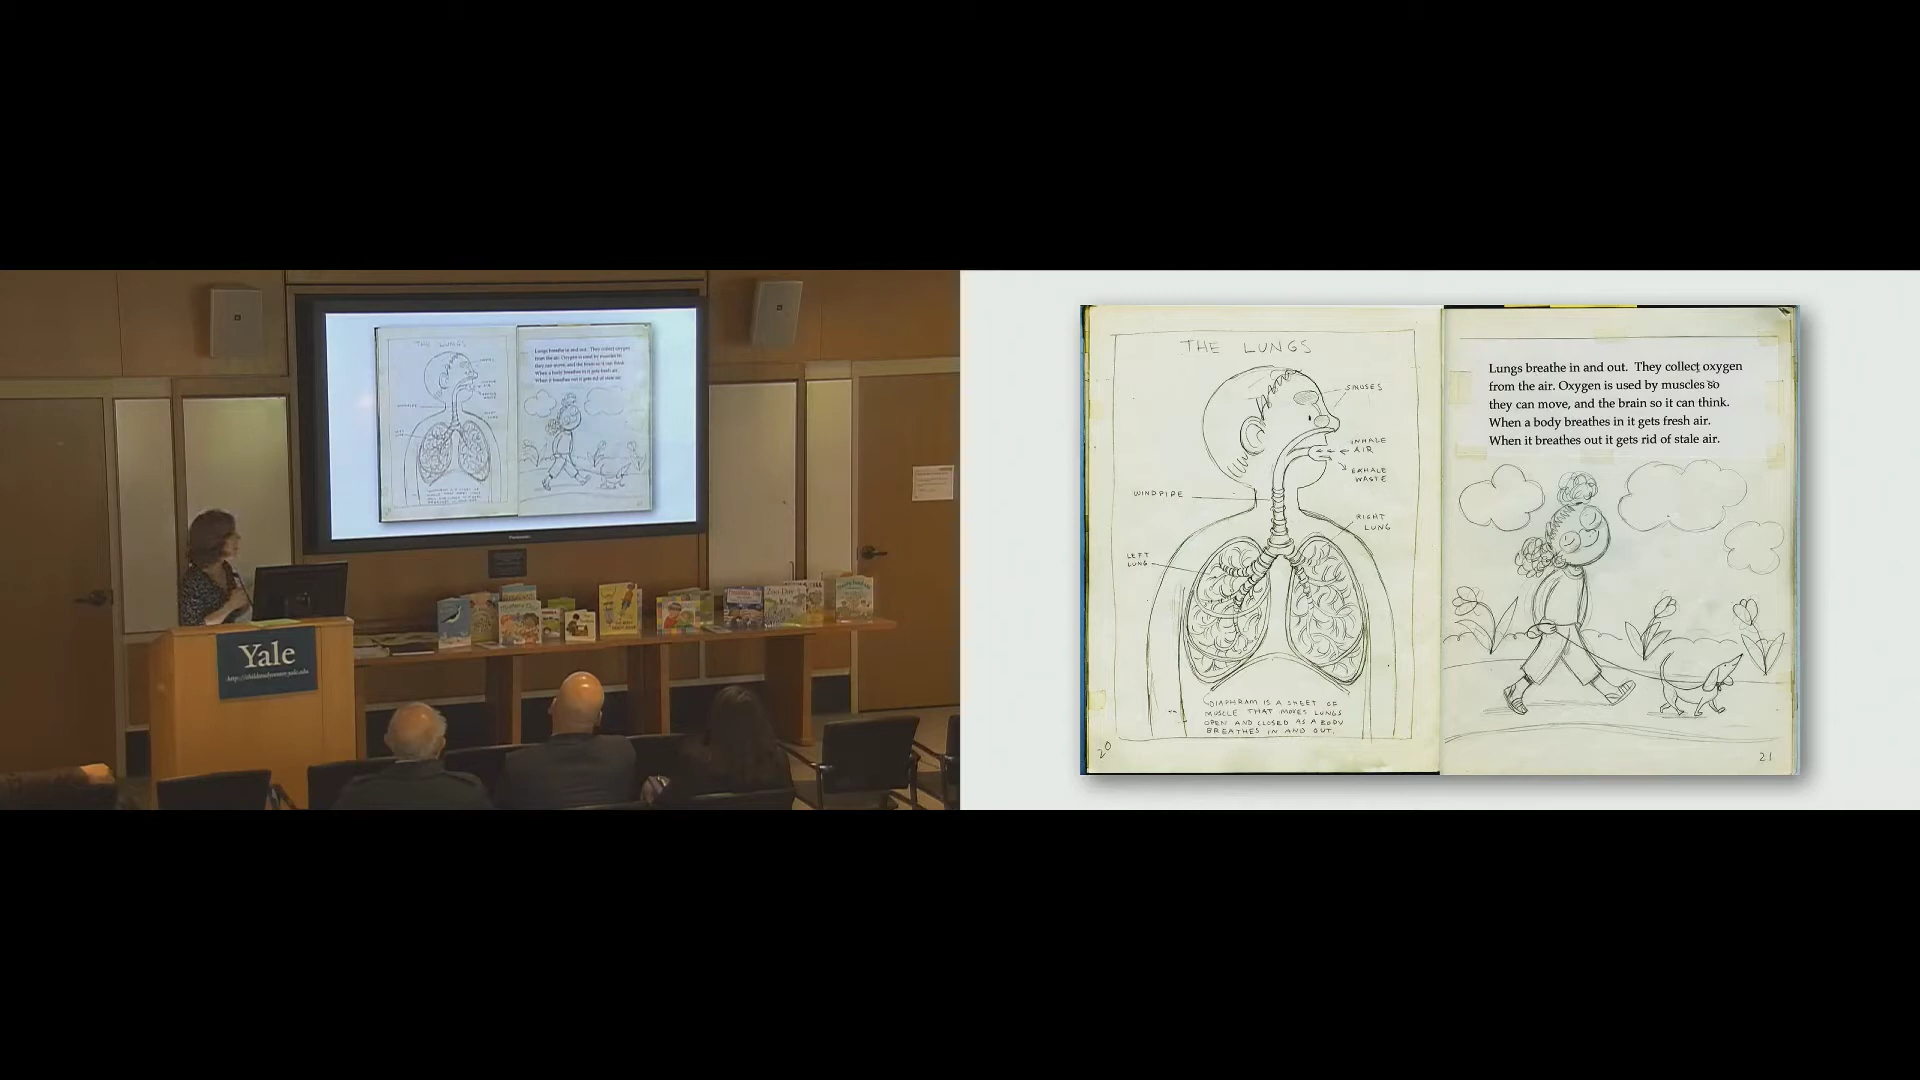 Yale
http://childstudycenter.yale.edu
THE LUNGS
SINUSES
INHALE
AIR
EXHALE
WASTE
WINDPIPE
RIGHT
LUNG
LEFT
LUNG
DIAPHRAM IS A SHEET OF
MUSCLE THAT MOVES LUNGS
OPEN AND CLOSED AS A BODY
BREATHES IN AND OUT.
20
Lungs breathe in and out. They collect oxygen
from the air. Oxygen is used by muscles so
they can move, and the brain so it can think.
When a body breathes in it gets fresh air.
When it breathes out it gets rid of stale air.
21